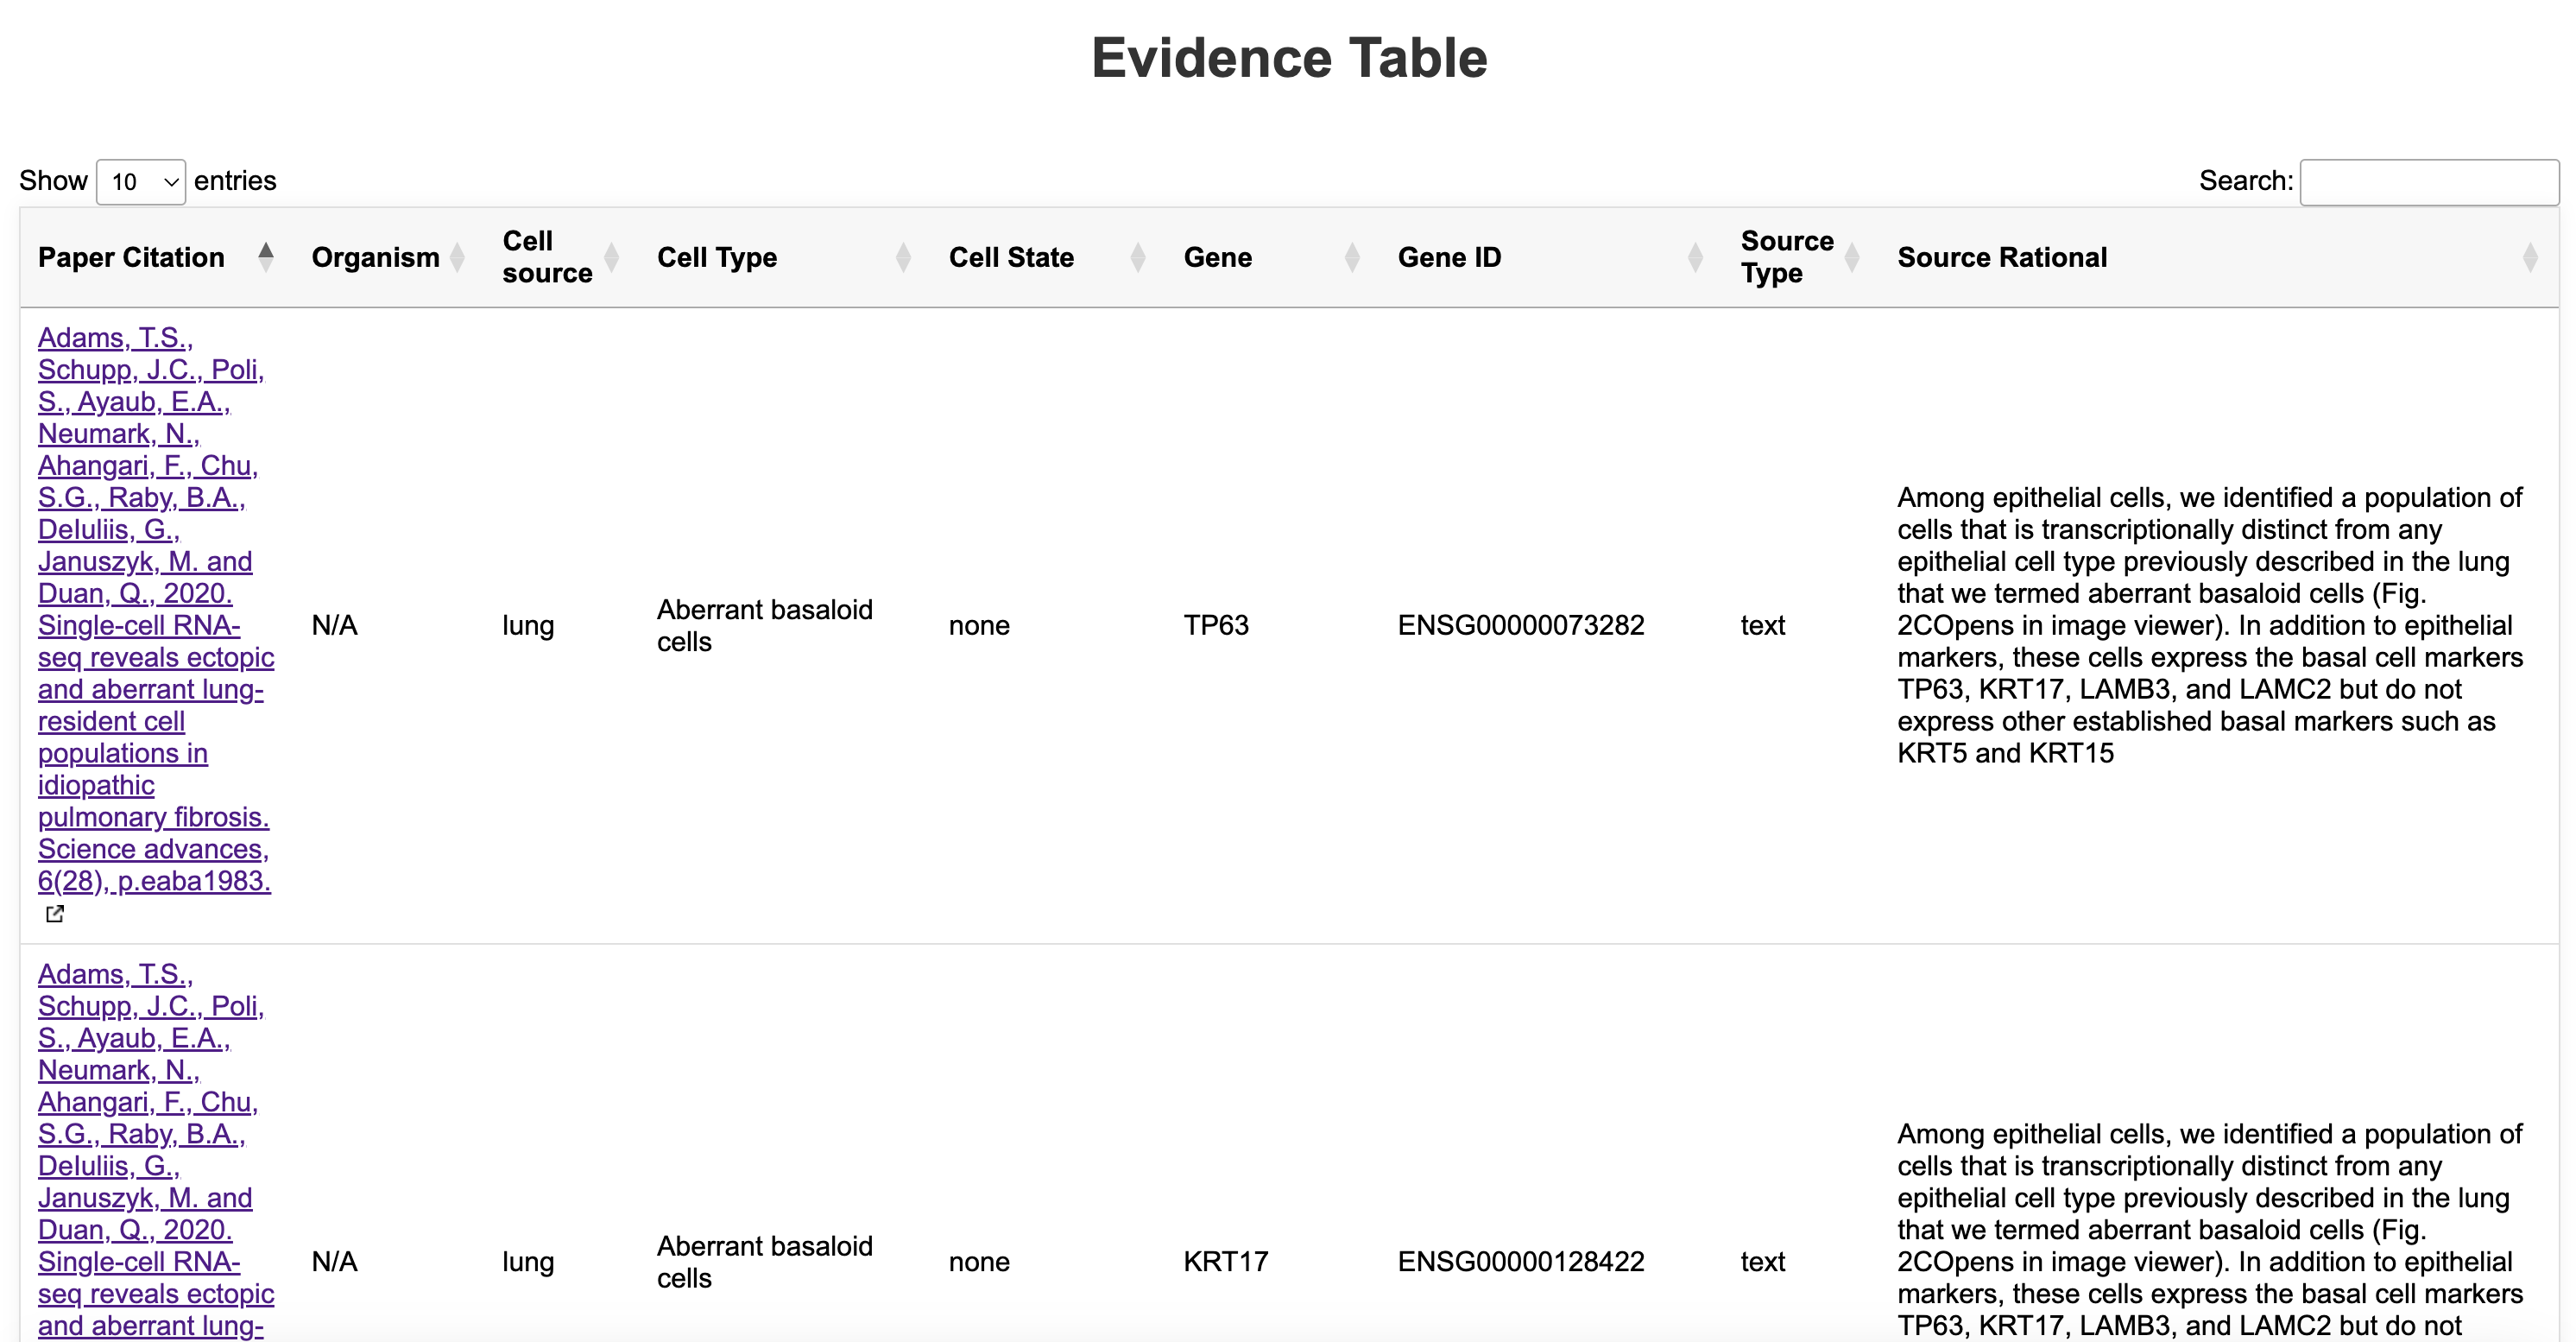 Evidence Table
Show 10 entries
Search:
Paper Citation
Organism
Cell
source
Cell Type
Cell State
Gene
Gene ID
Source
Type
Source Rational
Adams, T.S.,
Schupp, J.C., Poli,
S., Ayaub, E.A.,
Neumark, N.,
Ahangari, F., Chu,
S.G., Raby, B.A.,
DeIuliis, G.,
Januszyk, M. and
Duan, Q., 2020.
Single-cell RNA-
seq reveals ectopic
and aberrant lung-
resident cell
populations in
idiopathic
pulmonary fibrosis.
Science advances,
6(28), p.eaba1983.
N/A
lung
Aberrant basaloid
cells
none
TP63
ENSG00000073282
text
Among epithelial cells, we identified a population of
cells that is transcriptionally distinct from any
epithelial cell type previously described in the lung
that we termed aberrant basaloid cells (Fig.
2COpens in image viewer). In addition to epithelial
markers, these cells express the basal cell markers
TP63, KRT17, LAMB3, and LAMC2 but do not
express other established basal markers such as
KRT5 and KRT15
Adams, T.S.,
Schupp, J.C., Poli,
S., Ayaub, E.A.,
Neumark, N.,
Ahangari, F., Chu,
S.G., Raby, B.A.,
DeIuliis, G.,
Januszyk, M. and
Duan, Q., 2020.
Single-cell RNA-
seq reveals ectopic
and aberrant lung-
N/A
lung
Aberrant basaloid
cells
none
KRT17
ENSG00000128422
text
Among epithelial cells, we identified a population of
cells that is transcriptionally distinct from any
epithelial cell type previously described in the lung
that we termed aberrant basaloid cells (Fig.
2COpens in image viewer). In addition to epithelial
markers, these cells express the basal cell markers
TP63, KRT17, LAMB3, and LAMC2 but do not